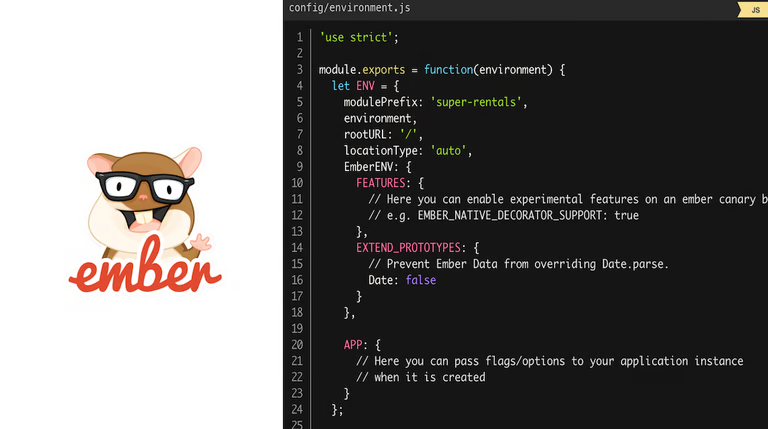 ember
config/environment.js
JS
1 'use strict';
2
3 module.exports = function(environment) {
4 let ENV = {
5 modulePrefix: 'super-rentals',
6 environment,
7 rootURL: '/',
8 locationType: 'auto',
9 EmberENV: {
10 FEATURES: {
11 // Here you can enable experimental features on an ember canary b
12 // e.g. EMBER_NATIVE_DECORATOR_SUPPORT: true
13 },
14 EXTEND_PROTOTYPES: {
15 // Prevent Ember Data from overriding Date.parse.
16 Date: false
17 }
18 },
19
20 APP: {
21 // Here you can pass flags/options to your application instance
22 // when it is created
23 }
24 };
25